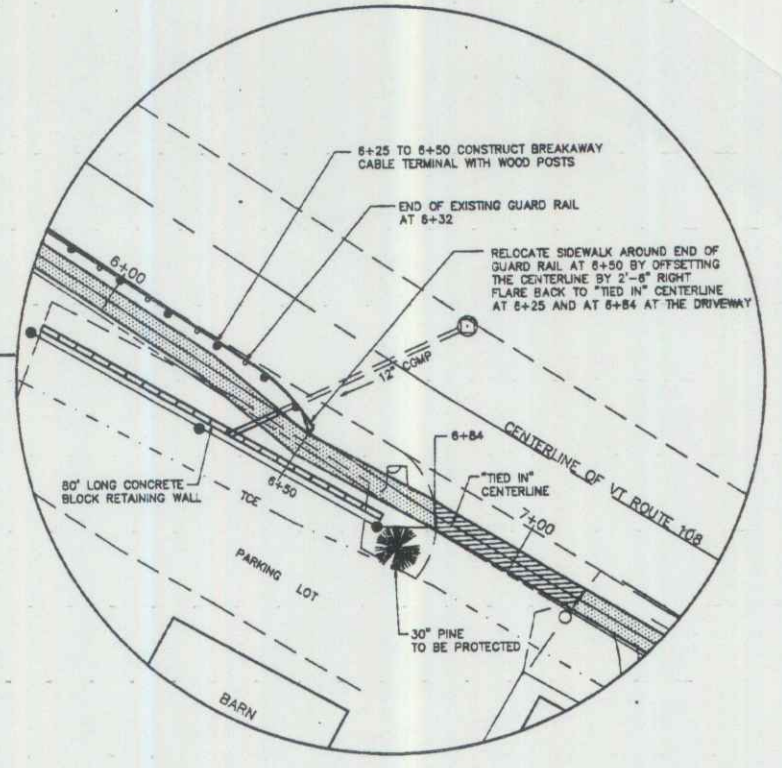 6+25 TO 6+50 CONSTRUCT BREAKAWAY
CABLE TERMINAL WITH WOOD POSTS
END OF EXISTING GUARD RAIL
AT 6+32
RELOCATE SIDEWALK AROUND END OF
GUARD RAIL AT 6+50 BY OFFSETTING
THE CENTERLINE BY 2'-6" RIGHT
FLARE BACK TO "TIED IN" CENTERLINE
AT 6+25 AND AT 6+84 AT THE DRIVEWAY
6+00
12" CGMP
6+84
CENTERLINE OF VT ROUTE 108
"TIED IN"
CENTERLINE
7+00
80' LONG CONCRETE
BLOCK RETAINING WALL
6+50
TCE
PARKING LOT
30" PINE
TO BE PROTECTED
BARN